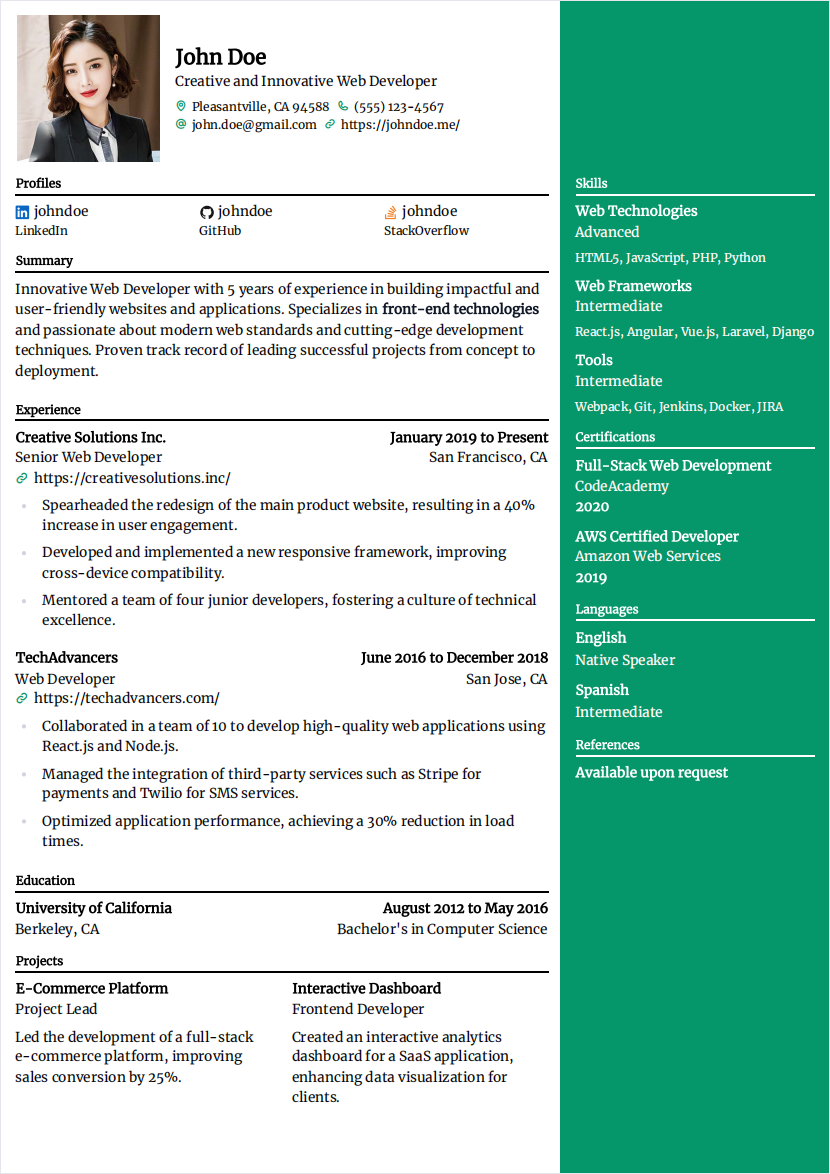 John Doe
Creative and Innovative Web Developer
Pleasantville, CA 94588 (555) 123-4567
john.doe@gmail.com https://johndoe.me/
Profiles
johndoe johndoe johndoe
LinkedIn GitHub StackOverflow
Summary
Innovative Web Developer with 5 years of experience in building impactful and
user-friendly websites and applications. Specializes in front-end technologies
and passionate about modern web standards and cutting-edge development
techniques. Proven track record of leading successful projects from concept to
deployment.
Experience
Creative Solutions Inc. January 2019 to Present
Senior Web Developer San Francisco, CA
https://creativesolutions.inc/
• Spearheaded the redesign of the main product website, resulting in a 40%
increase in user engagement.
• Developed and implemented a new responsive framework, improving
cross-device compatibility.
• Mentored a team of four junior developers, fostering a culture of technical
excellence.
TechAdvancers June 2016 to December 2018
Web Developer San Jose, CA
https://techadvancers.com/
• Collaborated in a team of 10 to develop high-quality web applications using
React.js and Node.js.
• Managed the integration of third-party services such as Stripe for
payments and Twilio for SMS services.
• Optimized application performance, achieving a 30% reduction in load
times.
Education
University of California August 2012 to May 2016
Berkeley, CA Bachelor's in Computer Science
Projects
E-Commerce Platform
Project Lead
Led the development of a full-stack
e-commerce platform, improving
sales conversion by 25%.
Interactive Dashboard
Frontend Developer
Created an interactive analytics
dashboard for a SaaS application,
enhancing data visualization for
clients.
Skills
Web Technologies
Advanced
HTML5, JavaScript, PHP, Python
Web Frameworks
Intermediate
React.js, Angular, Vue.js, Laravel, Django
Tools
Intermediate
Webpack, Git, Jenkins, Docker, JIRA
Certifications
Full-Stack Web Development
CodeAcademy
2020
AWS Certified Developer
Amazon Web Services
2019
Languages
English
Native Speaker
Spanish
Intermediate
References
Available upon request